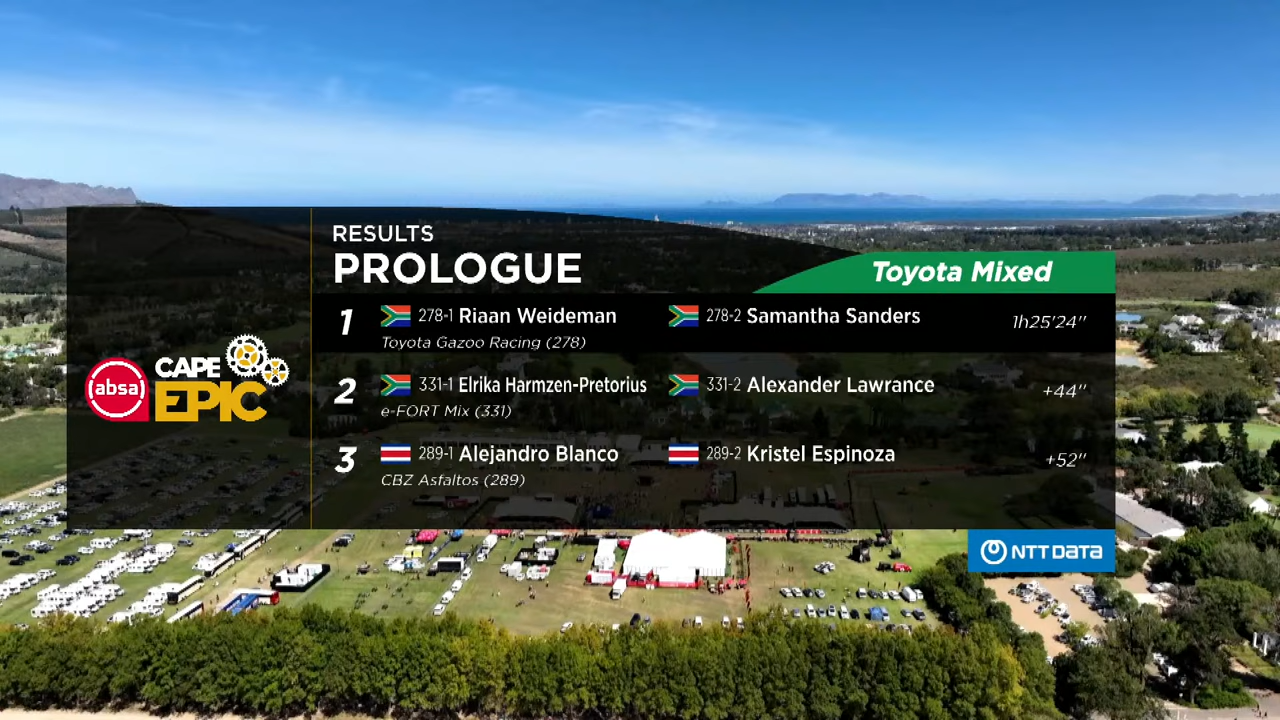 RESULTS
PROLOGUE
Toyota Mixed
1 278-1 Riaan Weideman 278-2 Samantha Sanders 1h25'24''
Toyota Gazoo Racing (278)
2 331-1 Elrika Harmzen-Pretorius 331-2 Alexander Lawrance +44''
e-FORT Mix (331)
3 289-1 Alejandro Blanco 289-2 Kristel Espinoza +52''
CBZ Asfaltos (289)
absa
CAPE
EPIC
NTT DATA